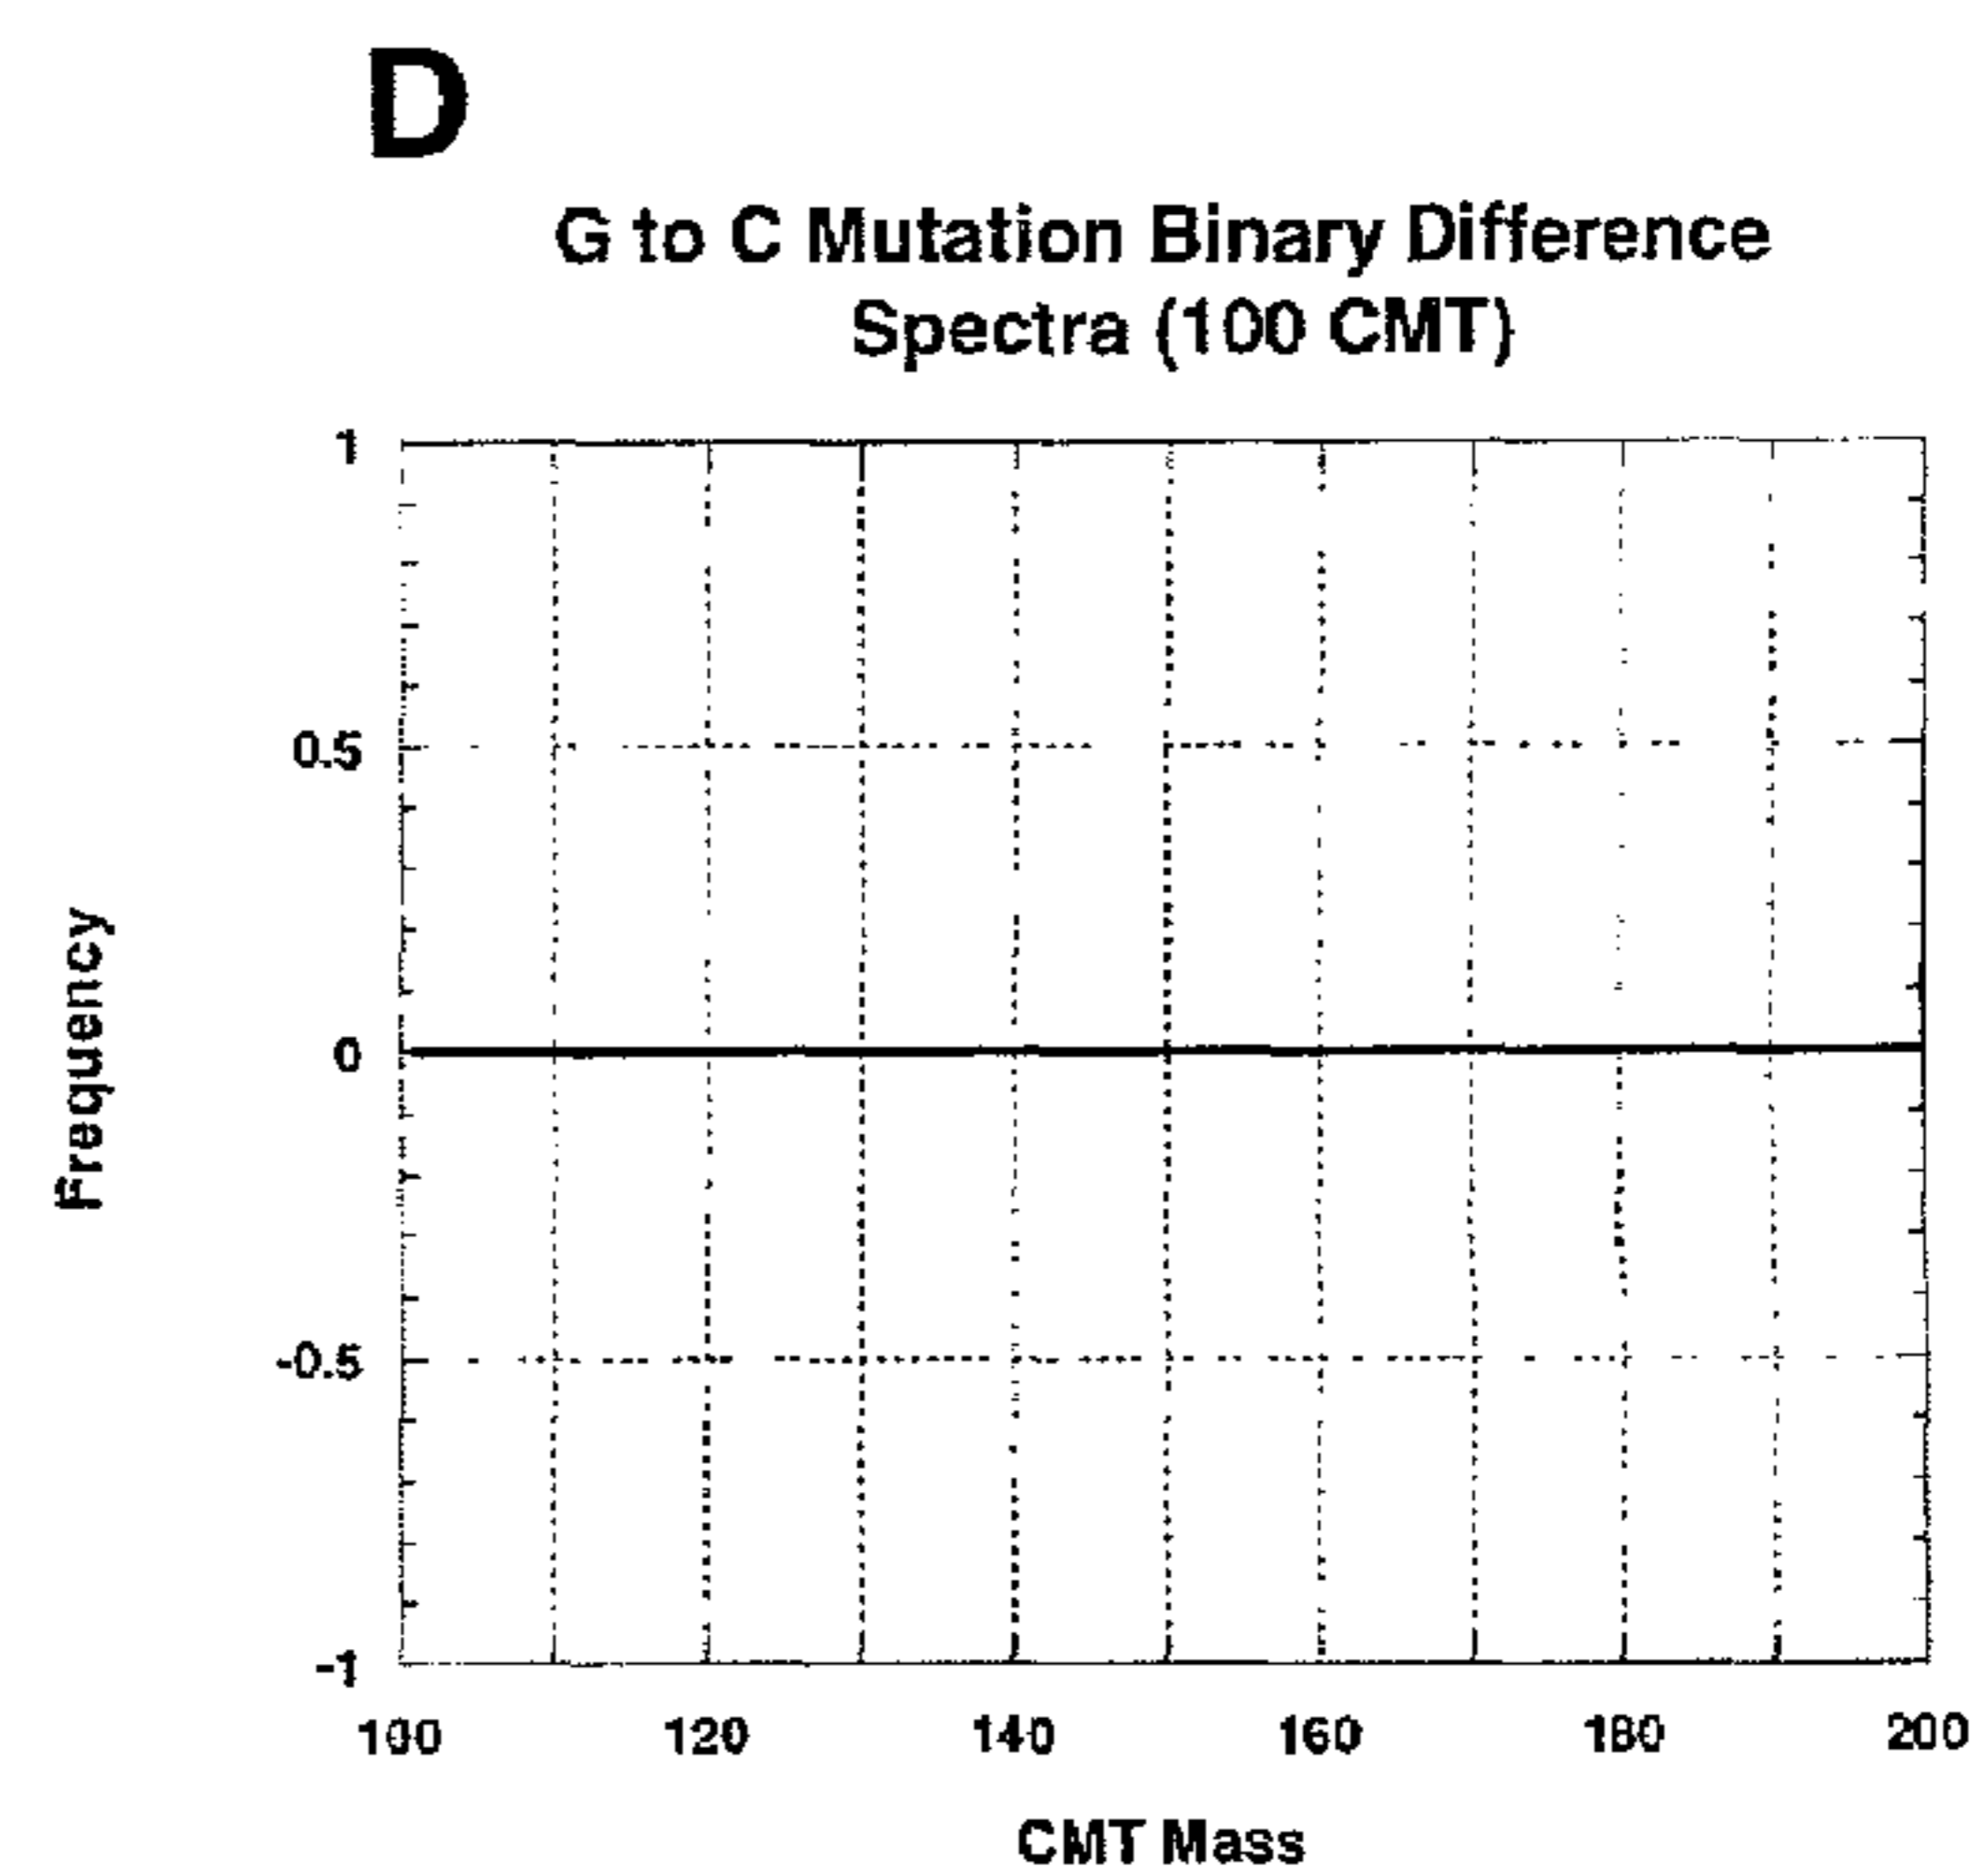 D
G to C Mutation Binary Difference
Spectra (100 CMT)
1
0.5
0
-0.5
-1
Frequency
100 120 140 160 180 200
CMT Mass